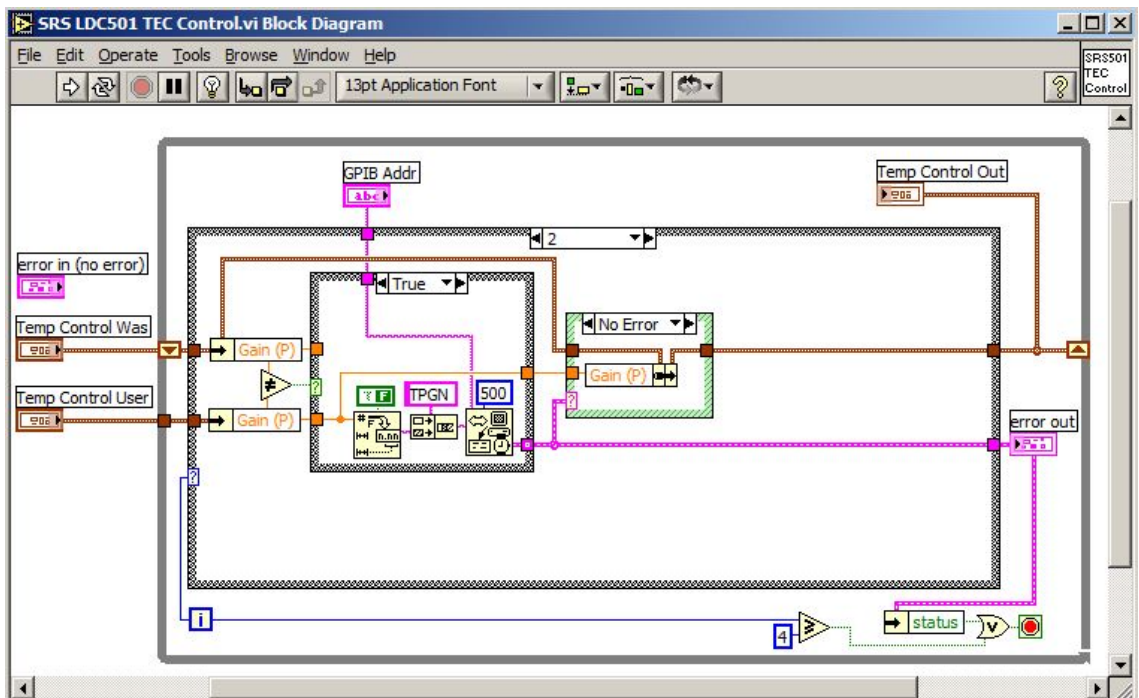 SRS LDC501 TEC Control.vi Block Diagram
File Edit Operate Tools Browse Window Help
13pt Application Font
SRS501
TEC
Control
GPIB Addr
abc
Temp Control Out
2
error in (no error)
True
No Error
Temp Control Was
Gain (P)
Gain (P)
Temp Control User
F
TPGN
500
Gain (P)
#
n.nn
error out
i
4
status
v